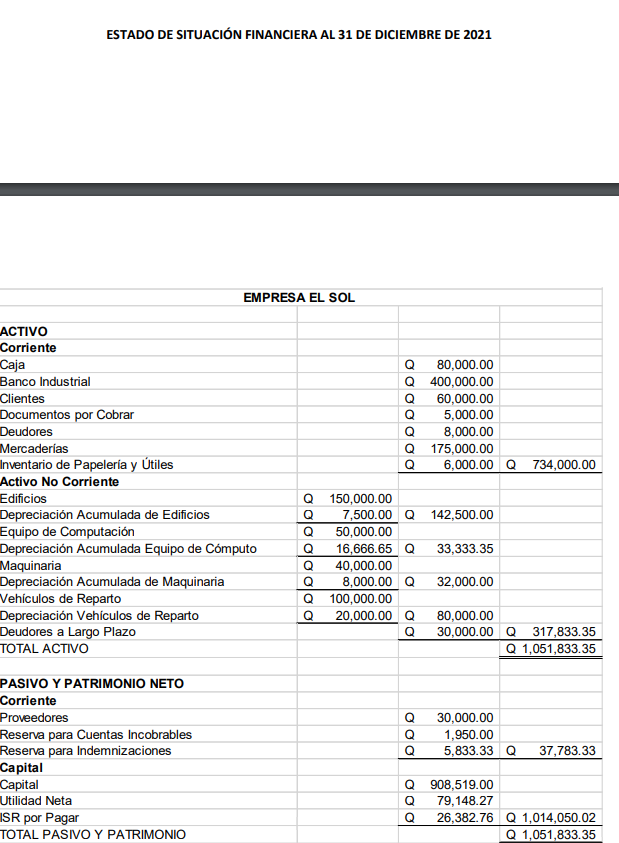 ESTADO DE SITUACIÓN FINANCIERA AL 31 DE DICIEMBRE DE 2021
EMPRESA EL SOL
ACTIVO
Corriente
Caja Q 80,000.00
Banco Industrial Q 400,000.00
Clientes Q 60,000.00
Documentos por Cobrar Q 5,000.00
Deudores Q 8,000.00
Mercaderías Q 175,000.00
Inventario de Papelería y Útiles Q 6,000.00 Q 734,000.00
Activo No Corriente
Edificios Q 150,000.00
Depreciación Acumulada de Edificios Q 7,500.00 Q 142,500.00
Equipo de Computación Q 50,000.00
Depreciación Acumulada Equipo de Cómputo Q 16,666.65 Q 33,333.35
Maquinaria Q 40,000.00
Depreciación Acumulada de Maquinaria Q 8,000.00 Q 32,000.00
Vehículos de Reparto Q 100,000.00
Depreciación Vehículos de Reparto Q 20,000.00 Q 80,000.00
Deudores a Largo Plazo Q 30,000.00 Q 317,833.35
TOTAL ACTIVO Q 1,051,833.35
PASIVO Y PATRIMONIO NETO
Corriente
Proveedores Q 30,000.00
Reserva para Cuentas Incobrables Q 1,950.00
Reserva para Indemnizaciones Q 5,833.33 Q 37,783.33
Capital
Capital Q 908,519.00
Utilidad Neta Q 79,148.27
ISR por Pagar Q 26,382.76 Q 1,014,050.02
TOTAL PASIVO Y PATRIMONIO Q 1,051,833.35